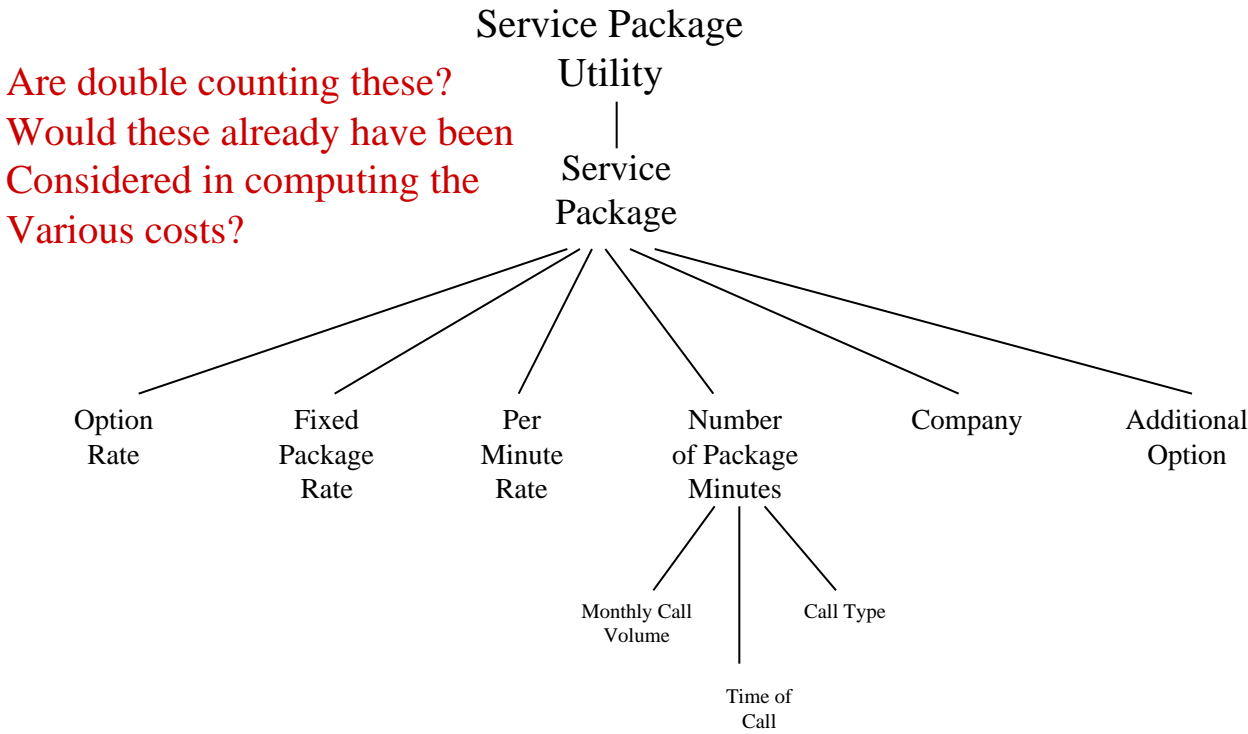 Service Package
Utility
Are double counting these?
Would these already have been
Considered in computing the
Various costs?
Service
Package
Option
Rate
Fixed
Package
Rate
Per
Minute
Rate
Number
of Package
Minutes
Company
Additional
Option
Monthly Call
Volume
Call Type
Time of
Call